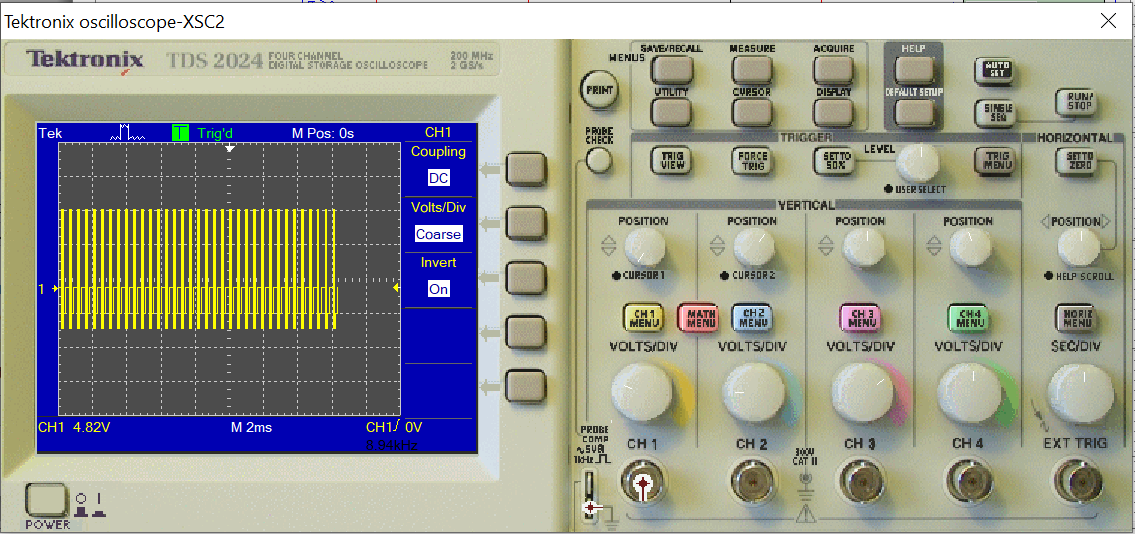 Tektronix oscilloscope-XSC2
Tektronix TDS 2024 FOUR CHANNEL
DIGITAL STORAGE OSCILLOSCOPE
200 MHz
2 GS/s
Tek T Trig'd M Pos: 0s CH1
Coupling
DC
Volts/Div
Coarse
Invert
On
1
CH1 4.82V M 2ms CH1/ 0V
8.94kHz
POWER
MENUS
SAVE/RECALL MEASURE ACQUIRE HELP
PRINT
UTILITY CURSOR DISPLAY DEFAULT SETUP
AUTO
SET
SINGLE
SEQ
RUN/
STOP
PROBE
CHECK
TRIGGER
TRIG
VIEW
FORCE
TRIG
SET TO
50%
LEVEL
USER SELECT
TRIG
MENU
HORIZONTAL
SET TO
ZERO
VERTICAL
POSITION POSITION POSITION POSITION POSITION
CURSOR 1 CURSOR 2 HELP SCROLL
CH 1
MENU
MATH
MENU
CH 2
MENU
CH 3
MENU
CH 4
MENU
HORIZ
MENU
VOLTS/DIV VOLTS/DIV VOLTS/DIV VOLTS/DIV SEC/DIV
PROBE
COMP
~5V@
1kHz
CH 1 CH 2 CH 3 CH 4 EXT TRIG
300V
CAT II